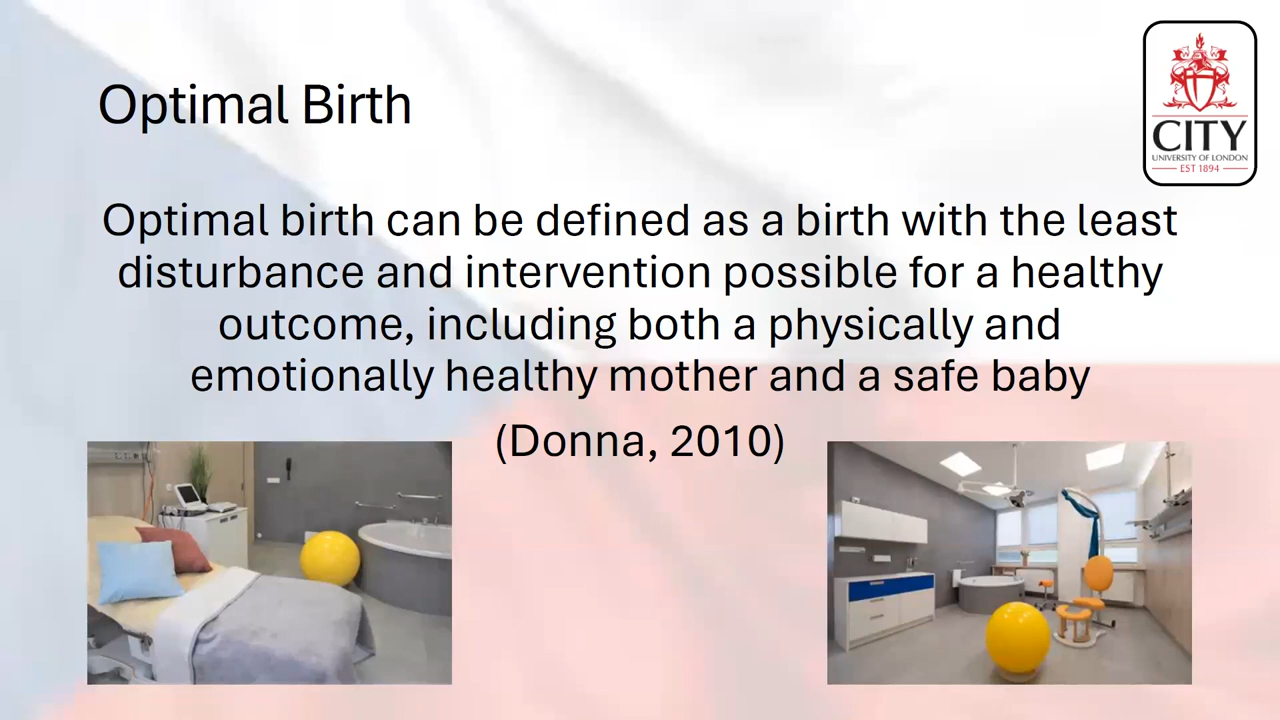 Optimal Birth
CITY
UNIVERSITY OF LONDON
EST 1894
Optimal birth can be defined as a birth with the least
disturbance and intervention possible for a healthy
outcome, including both a physically and
emotionally healthy mother and a safe baby
(Donna, 2010)